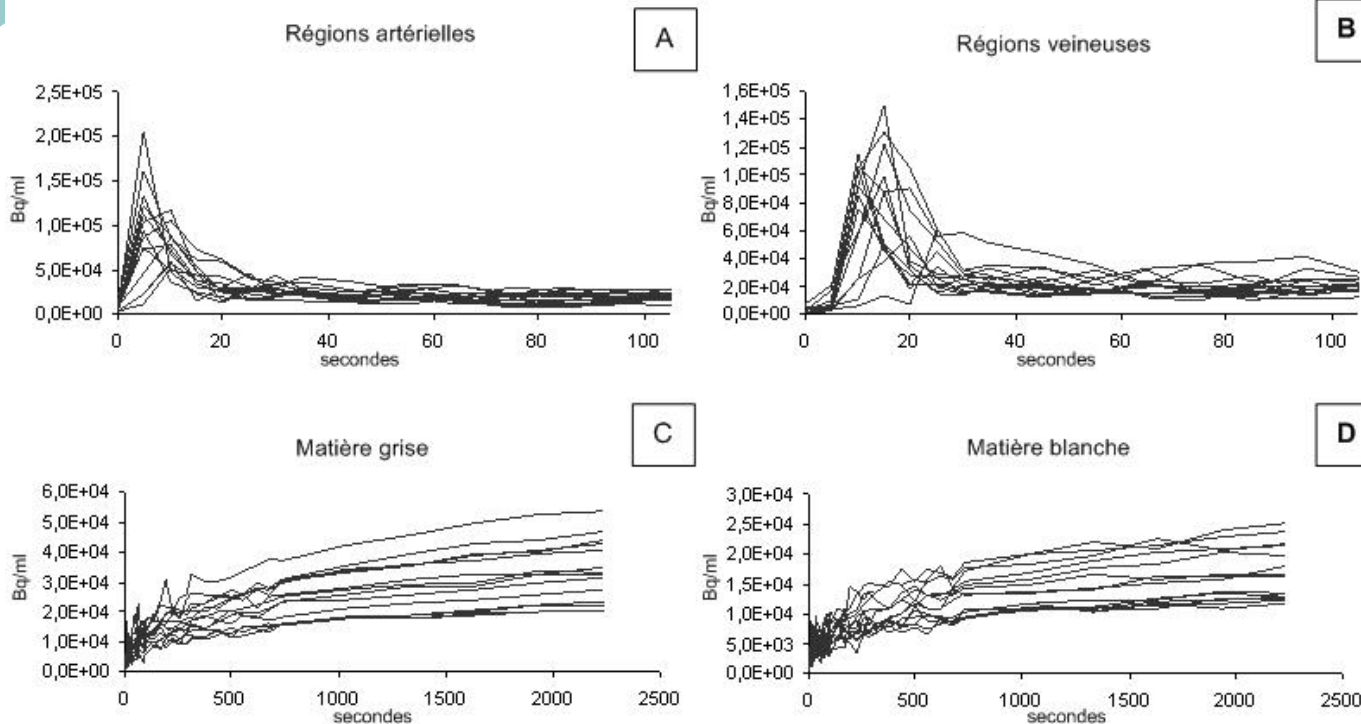 Régions artérielles
A
2,5E+05
2,0E+05
1,5E+05
1,0E+05
5,0E+04
0,0E+00
Bq/ml
0 20 40 60 80 100
secondes
Régions veineuses
B
1,6E+05
1,4E+05
1,2E+05
1,0E+05
8,0E+04
6,0E+04
4,0E+04
2,0E+04
0,0E+00
Bq/ml
0 20 40 60 80 100
secondes
Matière grise
C
6,0E+04
5,0E+04
4,0E+04
3,0E+04
2,0E+04
1,0E+04
0,0E+00
Bq/ml
0 500 1000 1500 2000 2500
secondes
Matière blanche
D
3,0E+04
2,5E+04
2,0E+04
1,5E+04
1,0E+04
5,0E+03
0,0E+00
Bq/ml
0 500 1000 1500 2000 2500
secondes